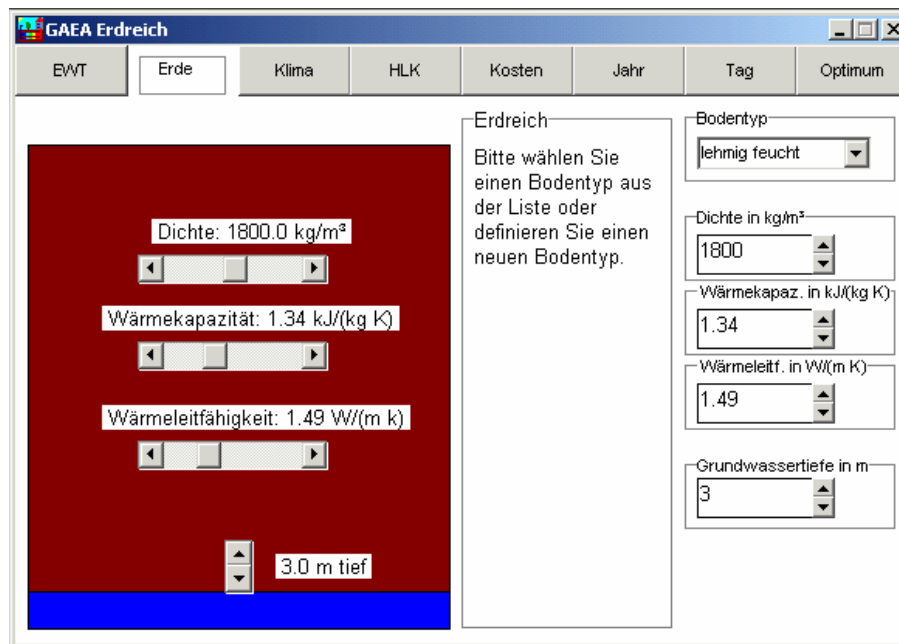 GAEA Erdreich
EWT Erde Klima HLK Kosten Jahr Tag Optimum
Dichte: 1800.0 kg/m³
Wärmekapazität: 1.34 kJ/(kg K)
Wärmeleitfähigkeit: 1.49 W/(m k)
3.0 m tief
Erdreich
Bitte wählen Sie
einen Bodentyp aus
der Liste oder
definieren Sie einen
neuen Bodentyp.
Bodentyp
lehmig feucht
Dichte in kg/m³
1800
Wärmekapaz. in kJ/(kg K)
1.34
Wärmeleitf. in W/(m K)
1.49
Grundwassertiefe in m
3